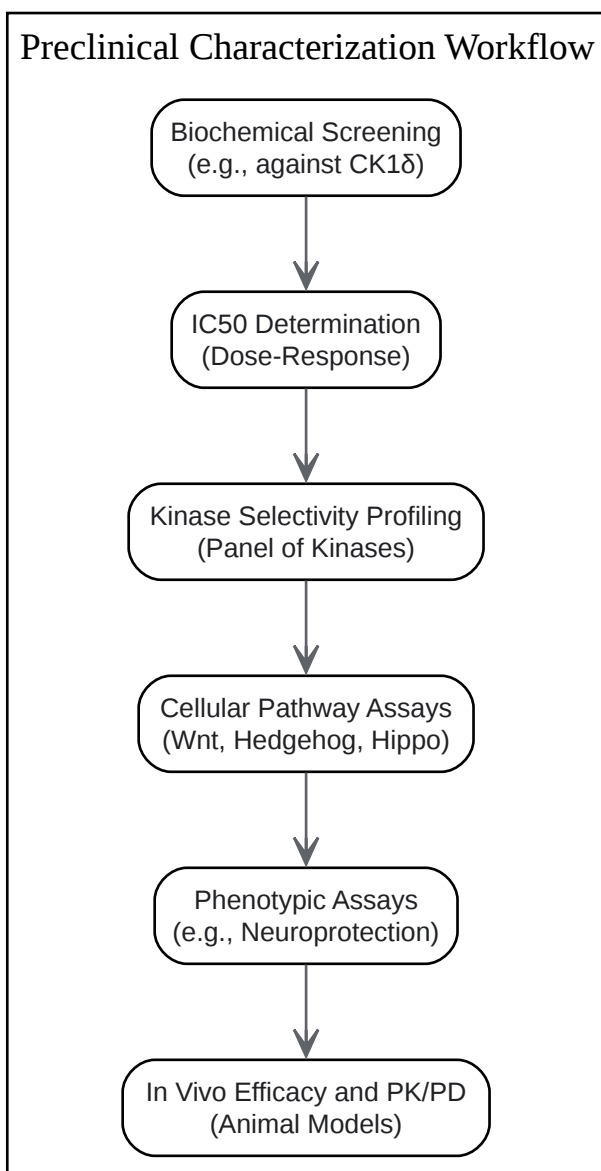 Preclinical Characterization Workflow
Biochemical Screening
(e.g., against CK1δ)
IC50 Determination
(Dose-Response)
Kinase Selectivity Profiling
(Panel of Kinases)
Cellular Pathway Assays
(Wnt, Hedgehog, Hippo)
Phenotypic Assays
(e.g., Neuroprotection)
In Vivo Efficacy and PK/PD
(Animal Models)